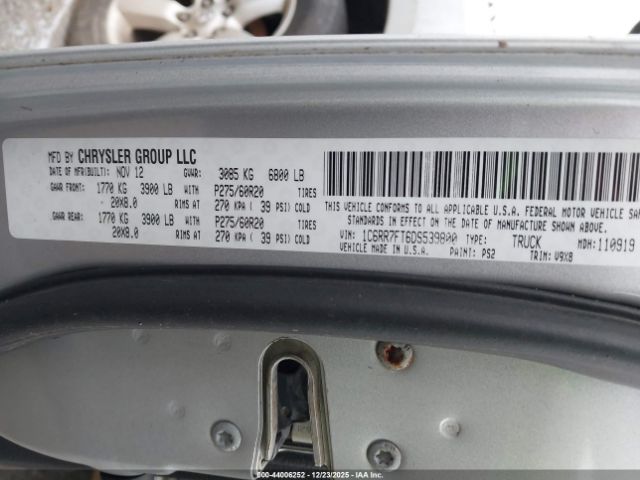 MFD BY CHRYSLER GROUP LLC
DATE OF MFR(BUILT): NOV 12 GVWR: 3085 KG 6800 LB
GAWR FRONT: 1770 KG 3900 LB WITH P275/60R20 TIRES
20X8.0 RIMS AT 270 KPA ( 39 PSI) COLD
GAWR REAR: 1770 KG 3900 LB WITH P275/60R20 TIRES
20X8.0 RIMS AT 270 KPA ( 39 PSI) COLD
THIS VEHICLE CONFORMS TO ALL APPLICABLE U.S.A. FEDERAL MOTOR VEHICLE
STANDARDS IN EFFECT ON THE DATE OF MANUFACTURE SHOWN ABOVE.
VIN: 1C6RR7FT6DS539800 TYPE: TRUCK MDH: 110919
VEHICLE MADE IN U.S.A. PAINT: PS2 TRIM: V9X8
000-44006252 - 12/23/2025 - IAAI.COM